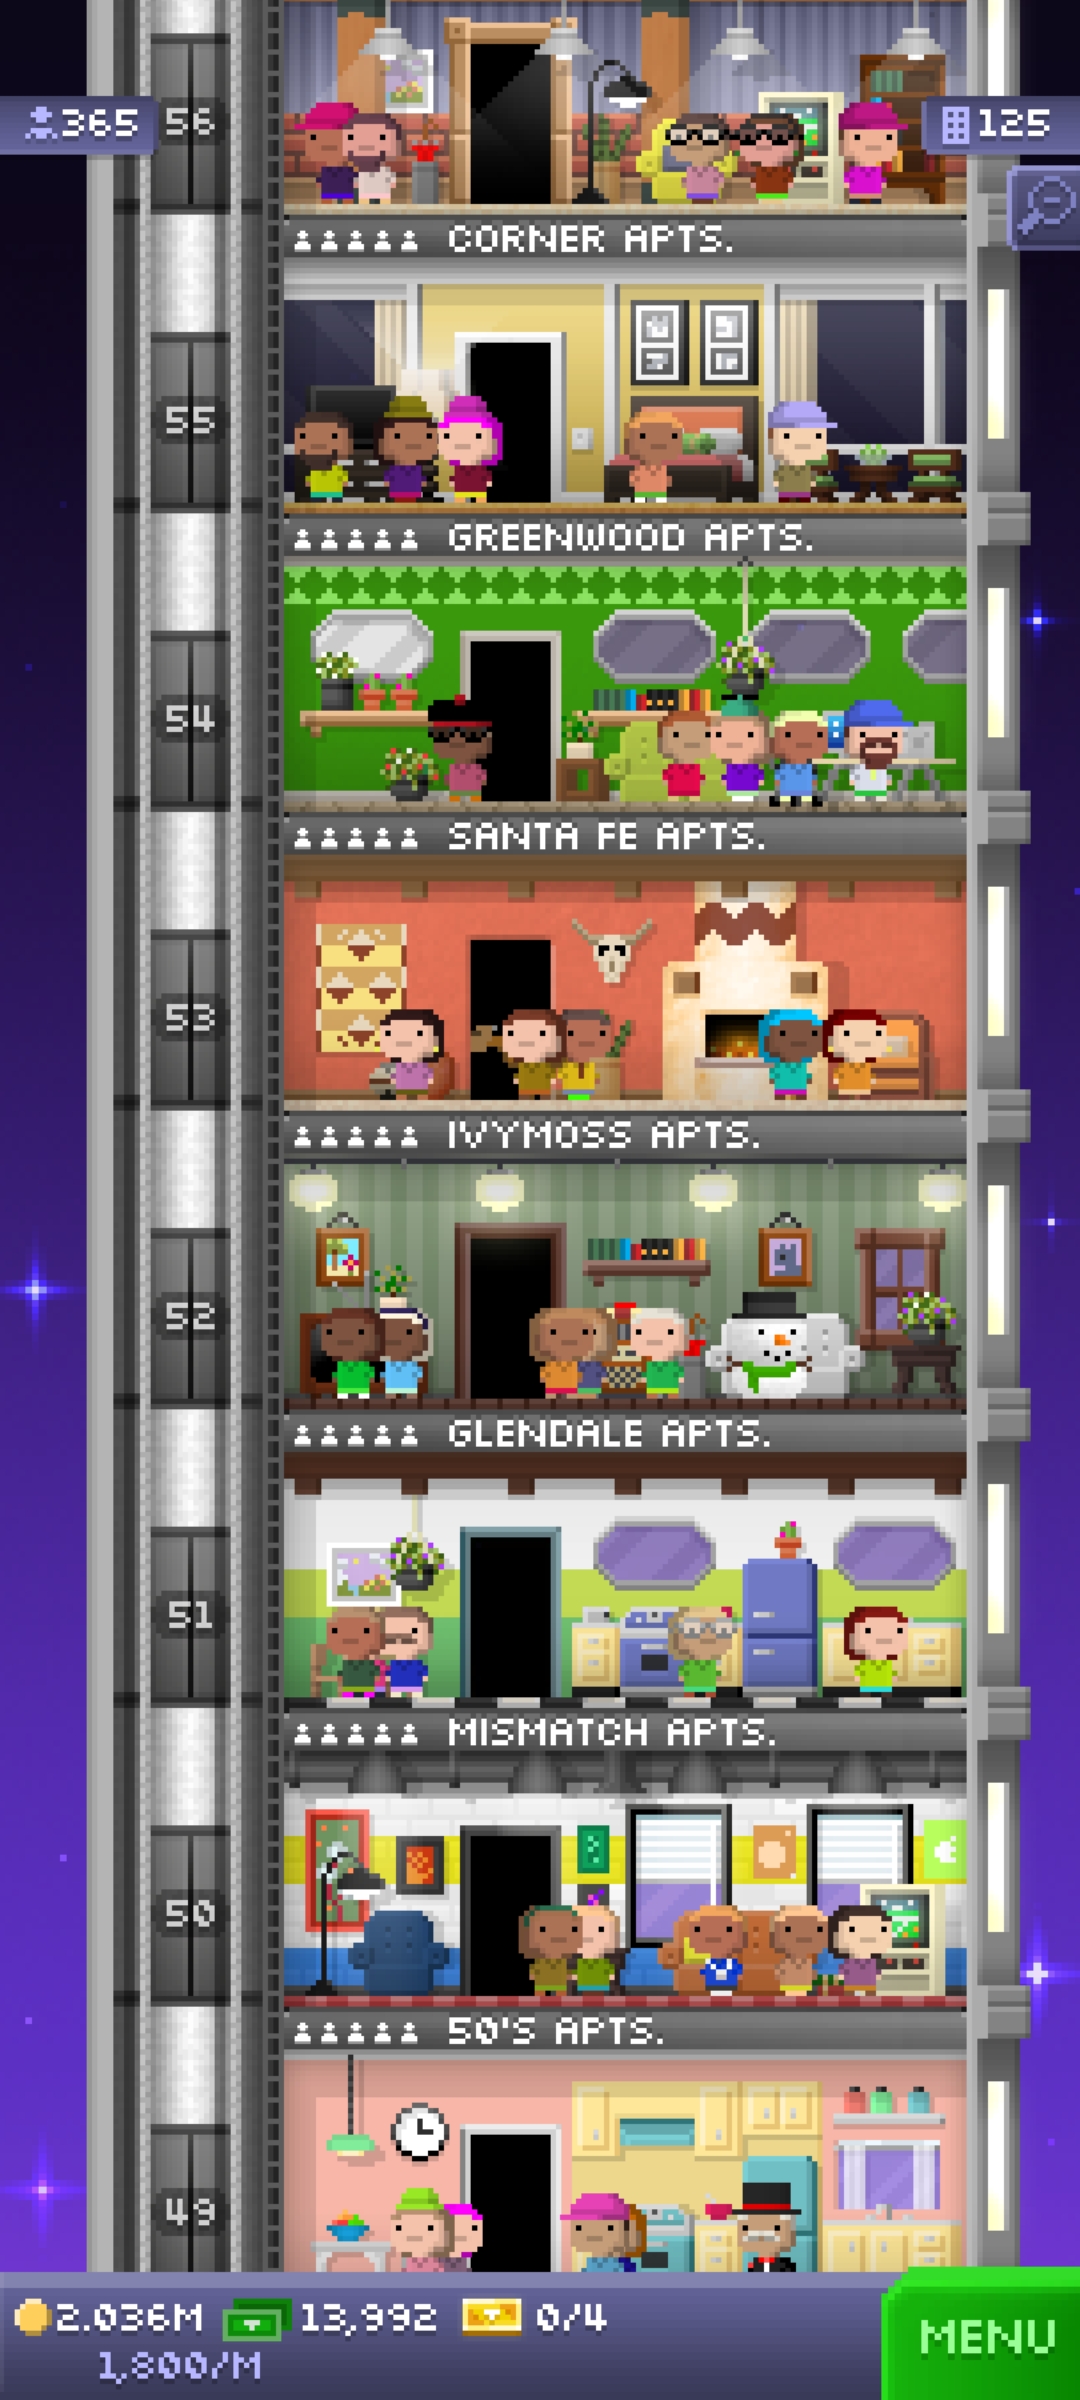 365
56
125
CORNER APTS.
55
GREENWOOD APTS.
54
SANTA FE APTS.
53
IVYMOSS APTS.
52
GLENDALE APTS.
51
MISMATCH APTS.
50
50'S APTS.
49
2.036M 13,992 0/4
1,800/M
MENU